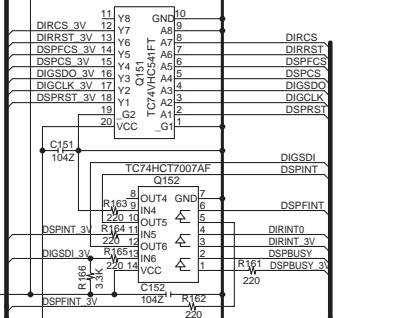 11 Y8 GND 10
DIRCS_3V 12 Y7 A8 9
DIRRST_3V 13 Y6 A7 8 DIRCS
DSPFCS_3V 14 Y5 A6 7 DIRRST
DSPCS_3V 15 Y4 A5 6 DSPFCS
DIGSDO_3V 16 Y3 A4 5 DSPCS
DIGCLK_3V 17 Y2 A3 4 DIGSDO
DSPRST_3V 18 Y1 A2 3 DIGCLK
19 _G2 A1 2 DSPRST
20 VCC _G1 1
Q151
TC74VHC541FT
C151
104Z
DIGSDI
TC74HCT7007AF
DSPINT
Q152
8 OUT4 GND 7
R163 9 IN4 6 DSPFINT
220 10 OUT5 5
DSPINT_3V R164 11 IN5 4 DIRINT0
220 12 OUT6 3 DIRINT_3V
DIGSDI_3V R165 13 IN6 2 DSPBUSY
220 14 VCC 1 R161 DSPBUSY_3V
220
R166
3.3K
C152
104Z
R162
DSPFINT_3V
220